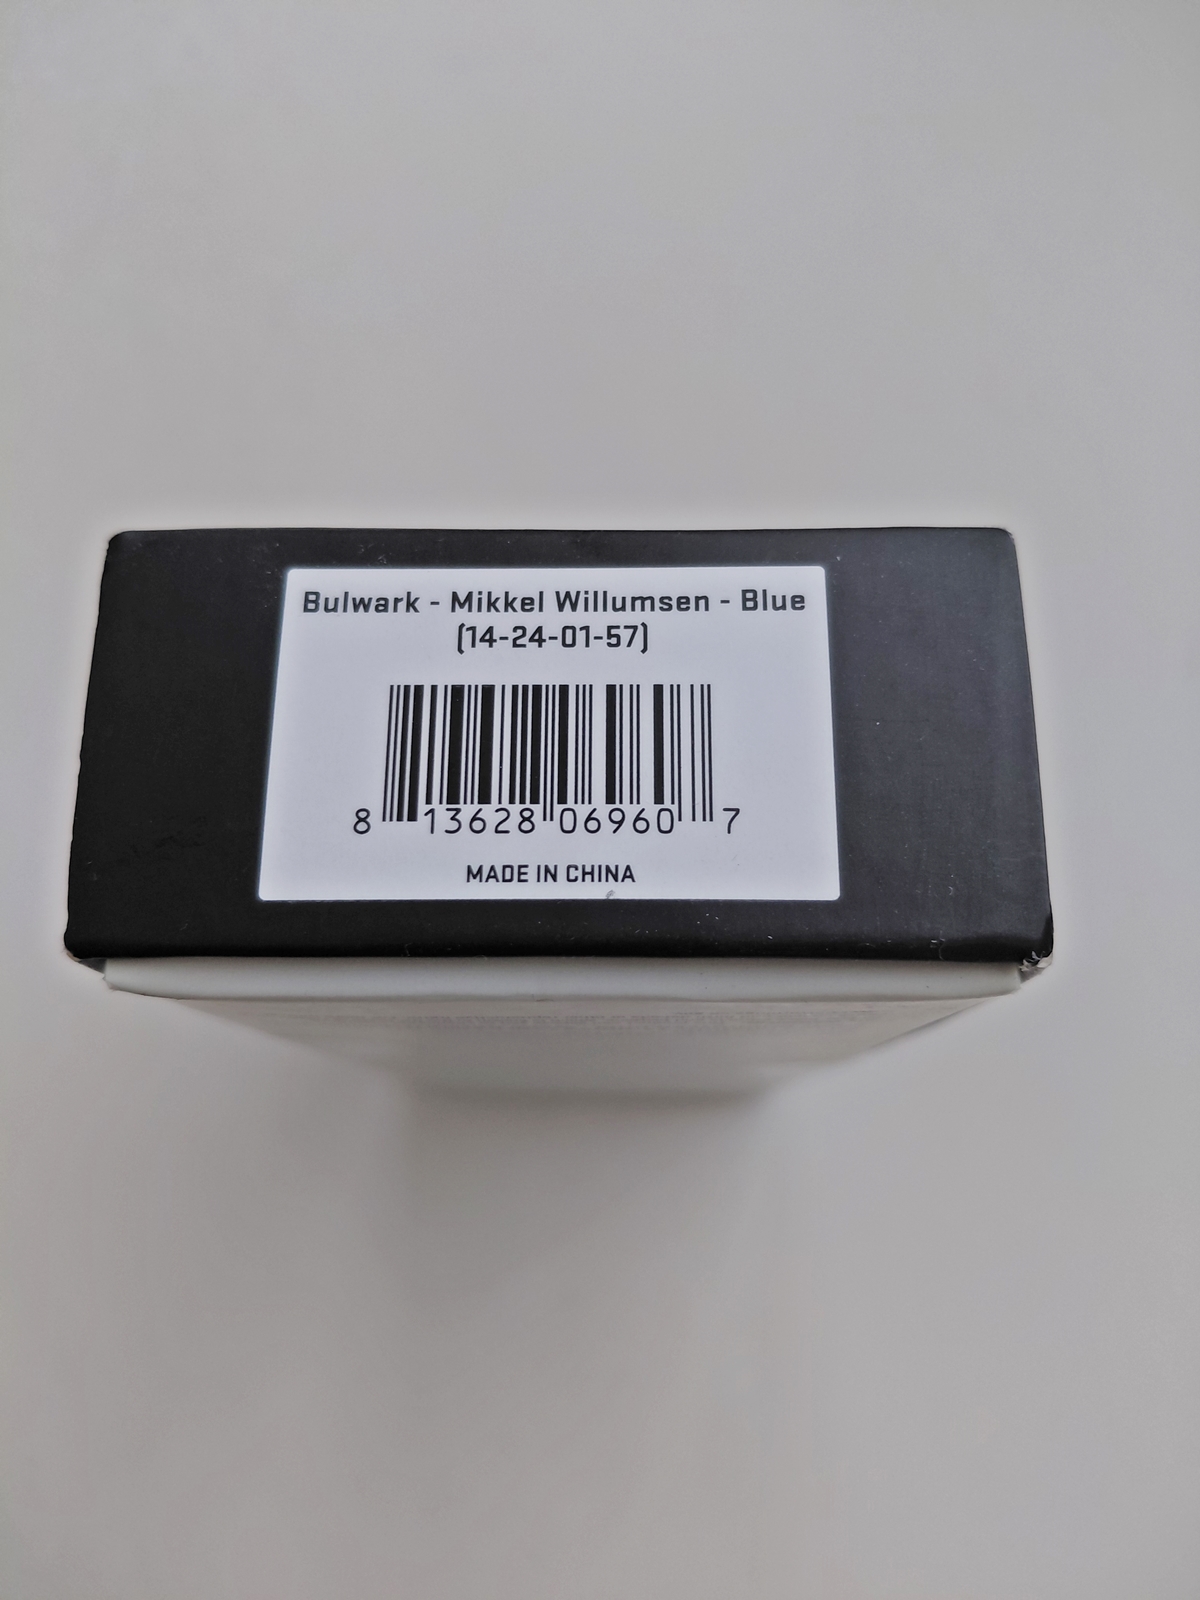 Bulwark - Mikkel Willumsen - Blue
(14-24-01-57)
8 13628 06960 7
MADE IN CHINA